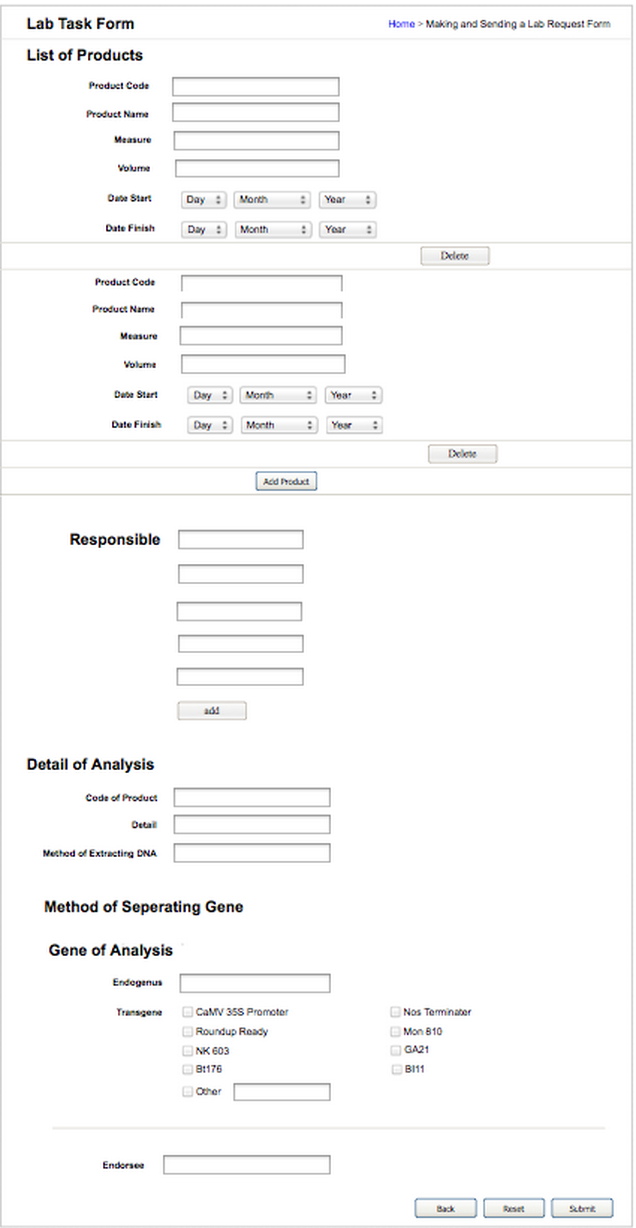 Lab Task Form
Home > Making and Sending a Lab Request Form
List of Products
Product Code
Product Name
Measure
Volume
Date Start Day Month Year
Date Finish Day Month Year
Delete
Product Code
Product Name
Measure
Volume
Date Start Day Month Year
Date Finish Day Month Year
Delete
Add Product
Responsible
add
Detail of Analysis
Code of Product
Detail
Method of Extracting DNA
Method of Seperating Gene
Gene of Analysis
Endogenus
Transgene CaMV 35S Promoter Nos Terminater
Roundup Ready Mon 810
NK 603 GA21
Bt176 Bl11
Other
Endorsee
Back Reset Submit